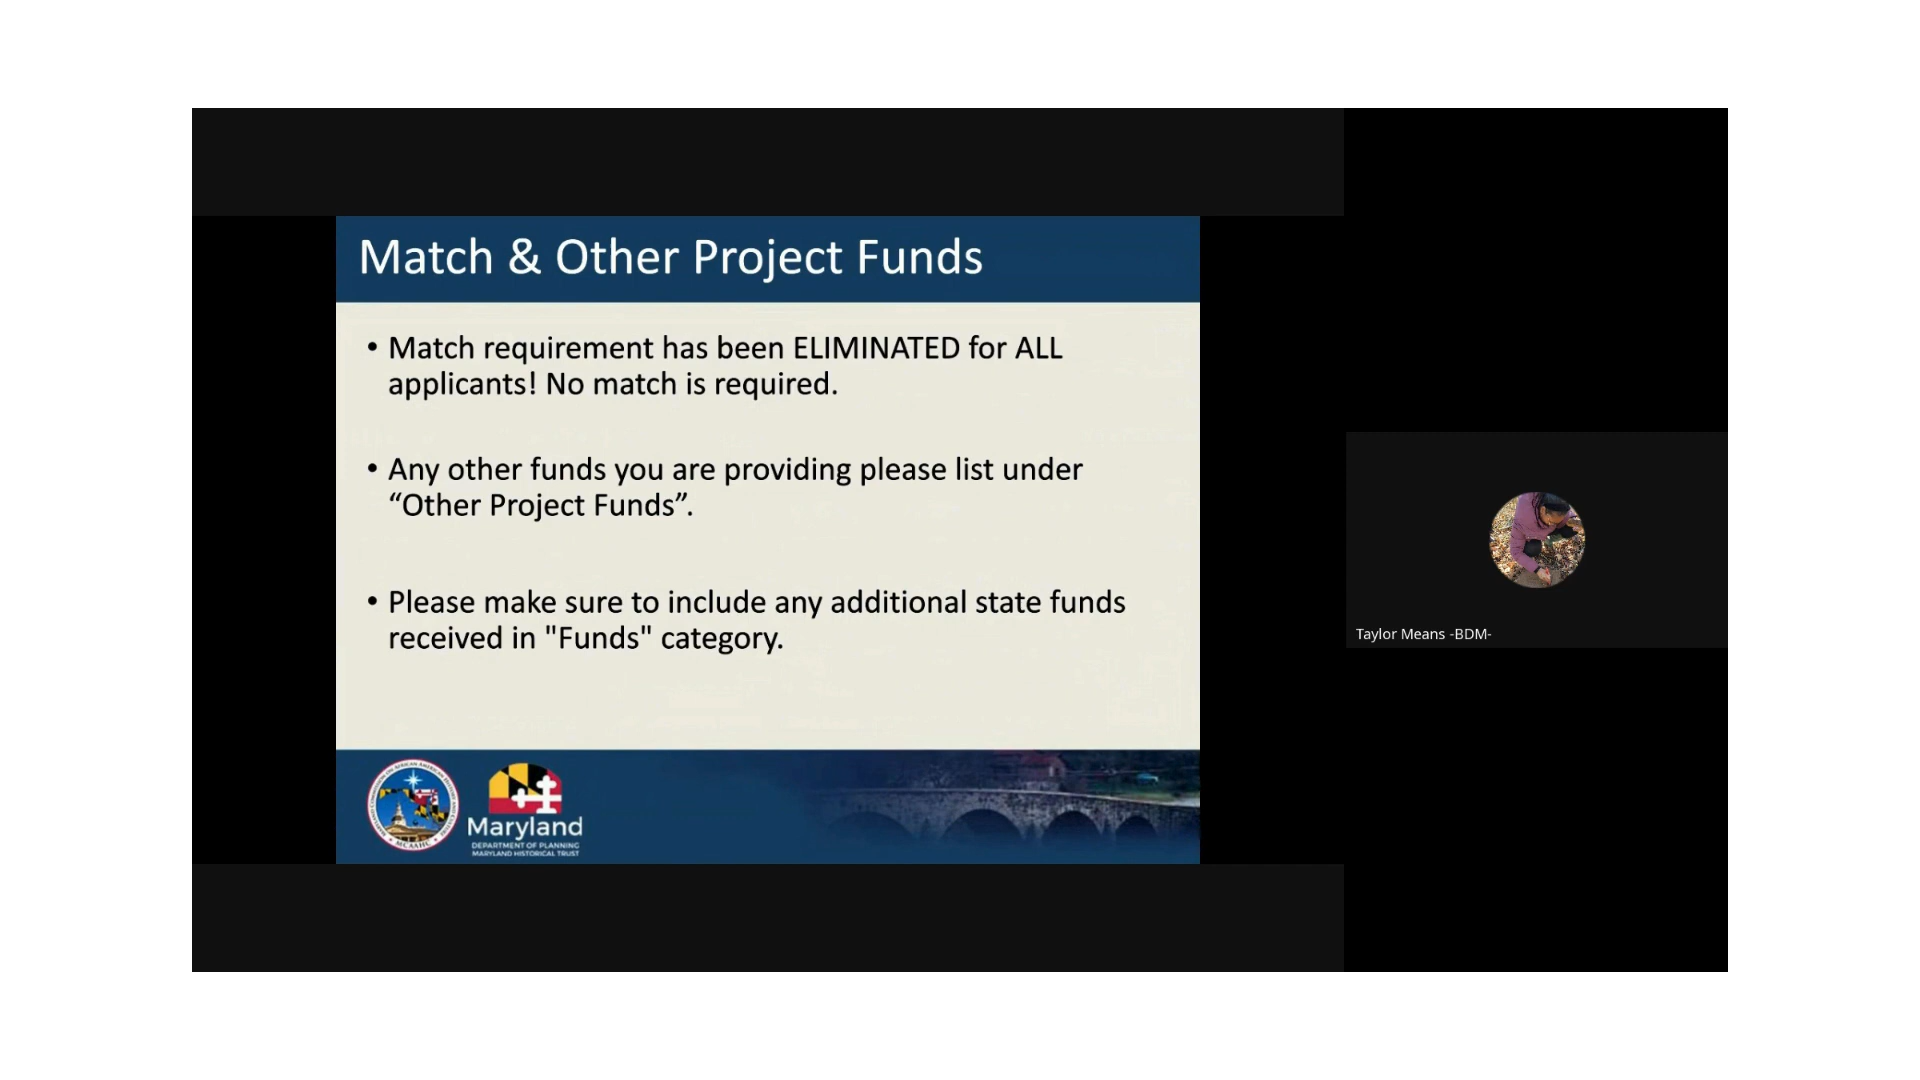 Match & Other Project Funds
• Match requirement has been ELIMINATED for ALL
applicants! No match is required.
• Any other funds you are providing please list under
“Other Project Funds”.
• Please make sure to include any additional state funds
received in "Funds" category.
MCAAHC
Maryland
DEPARTMENT OF PLANNING
MARYLAND HISTORICAL TRUST
Taylor Means -BDM-